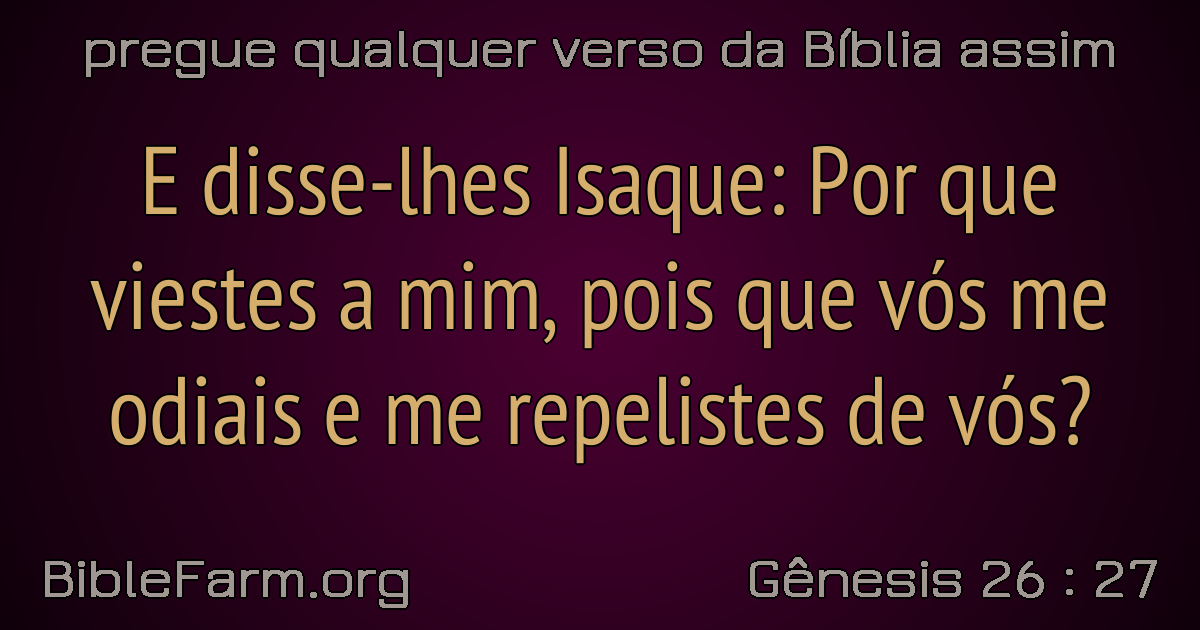 pregue qualquer verso da Bíblia assim
E disse-lhes Isaque: Por que
viestes a mim, pois que vós me
odiais e me repelistes de vós?
BibleFarm.org
Gênesis 26 : 27